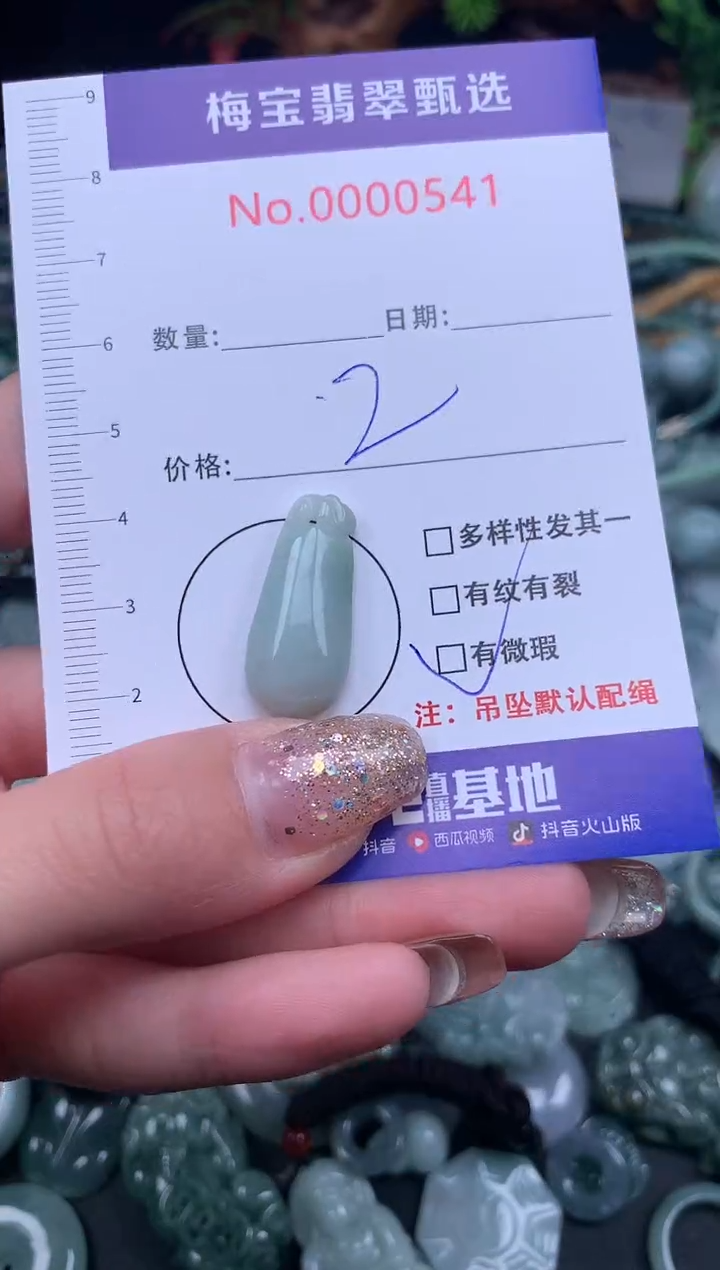 梅宝翡翠甄选
No.0000541
9
8
7
6
5
4
3
2
数量: 日期:
价格: 2
□多样性发其一
□有纹有裂
□有微瑕
注：吊坠默认配绳
直播基地
抖音 西瓜视频 抖音火山版